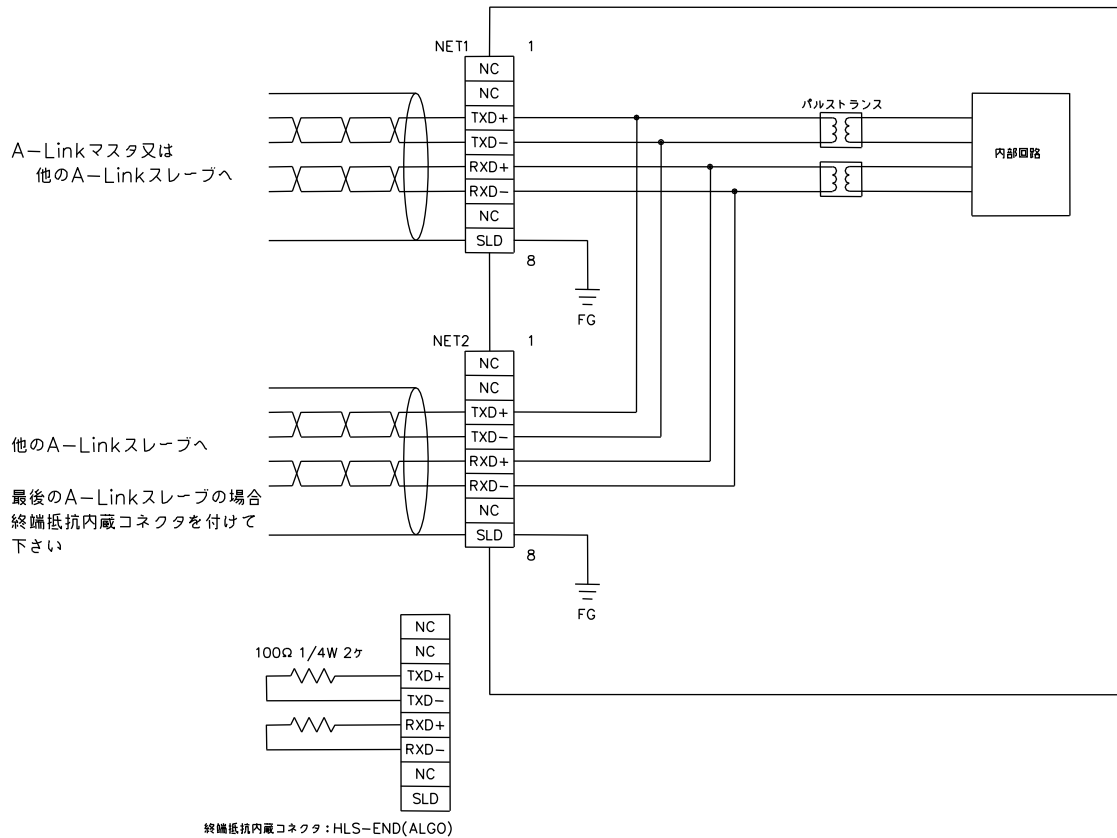 NET1
1
NC
NC
TXD+
TXD-
RXD+
RXD-
NC
SLD
8
FG
A-Linkマスタ又は
他のA-Linkスレーブへ
パルストランス
内部回路
NET2
1
NC
NC
TXD+
TXD-
RXD+
RXD-
NC
SLD
8
FG
他のA-Linkスレーブへ
最後のA-Linkスレーブの場合
終端抵抗内蔵コネクタを付けて
下さい
100Ω 1/4W 2ケ
NC
NC
TXD+
TXD-
RXD+
RXD-
NC
SLD
終端抵抗内蔵コネクタ:HLS-END(ALGO)